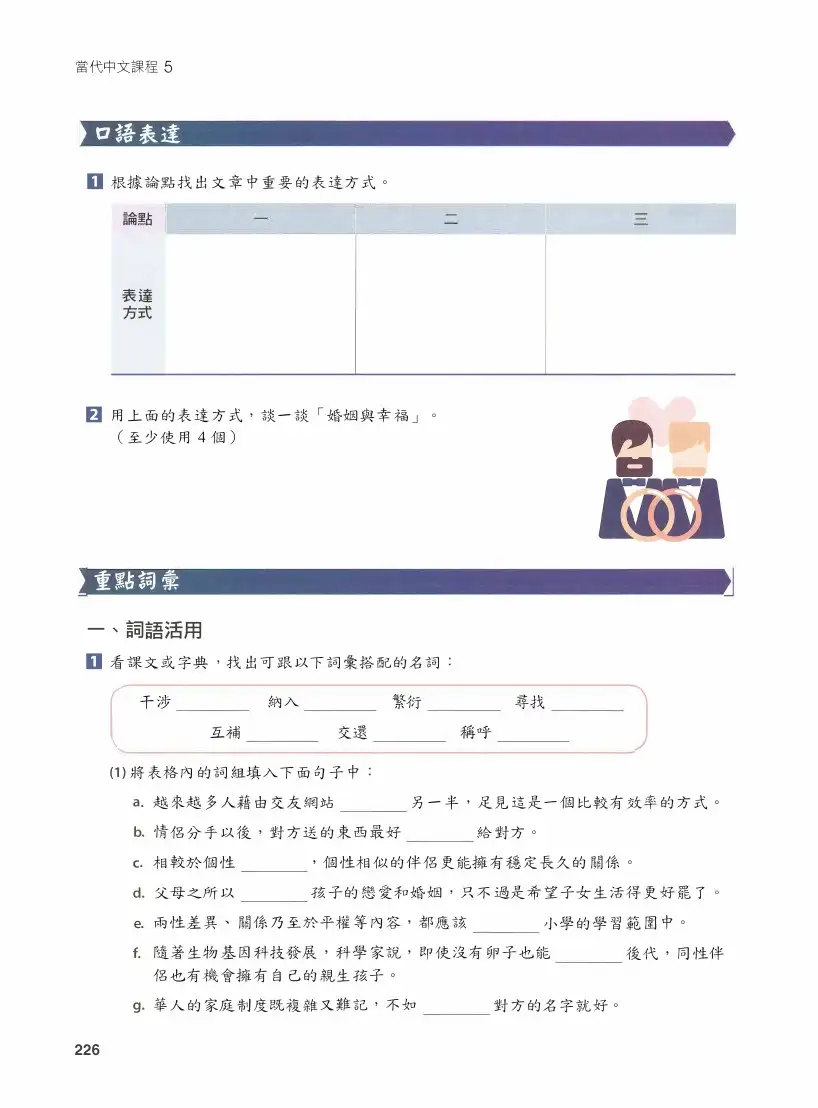 當代中文課程 5
口語表達
1 根據論點找出文章中重要的表達方式。
論點 一 二 三
表達
方式
2 用上面的表達方式,談一談「婚姻與幸福」。
(至少使用 4 個)
重點詞彙
一、詞語活用
1 看課文或字典,找出可跟以下詞彙搭配的名詞:
干涉 ________ 納入 ________ 繁衍 ________ 尋找 ________
互補 ________ 交還 ________ 稱呼 ________
(1) 將表格內的詞組填入下面句子中:
a. 越來越多人藉由交友網站 ________ 另一半,足見這是一個比較有效率的方式。
b. 情侶分手以後,對方送的東西最好 ________ 給對方。
c. 相較於個性 ________,個性相似的伴侶更能擁有穩定長久的關係。
d. 父母之所以 ________ 孩子的戀愛和婚姻,只不過是希望子女生活得更好罷了。
e. 兩性差異、關係乃至於平權等內容,都應該 ________ 小學的學習範圍中。
f. 隨著生物基因科技發展,科學家說,即使沒有卵子也能 ________ 後代,同性伴
侶也有機會擁有自己的親生孩子。
g. 華人的家庭制度既複雜又難記,不如 ________ 對方的名字就好。
226